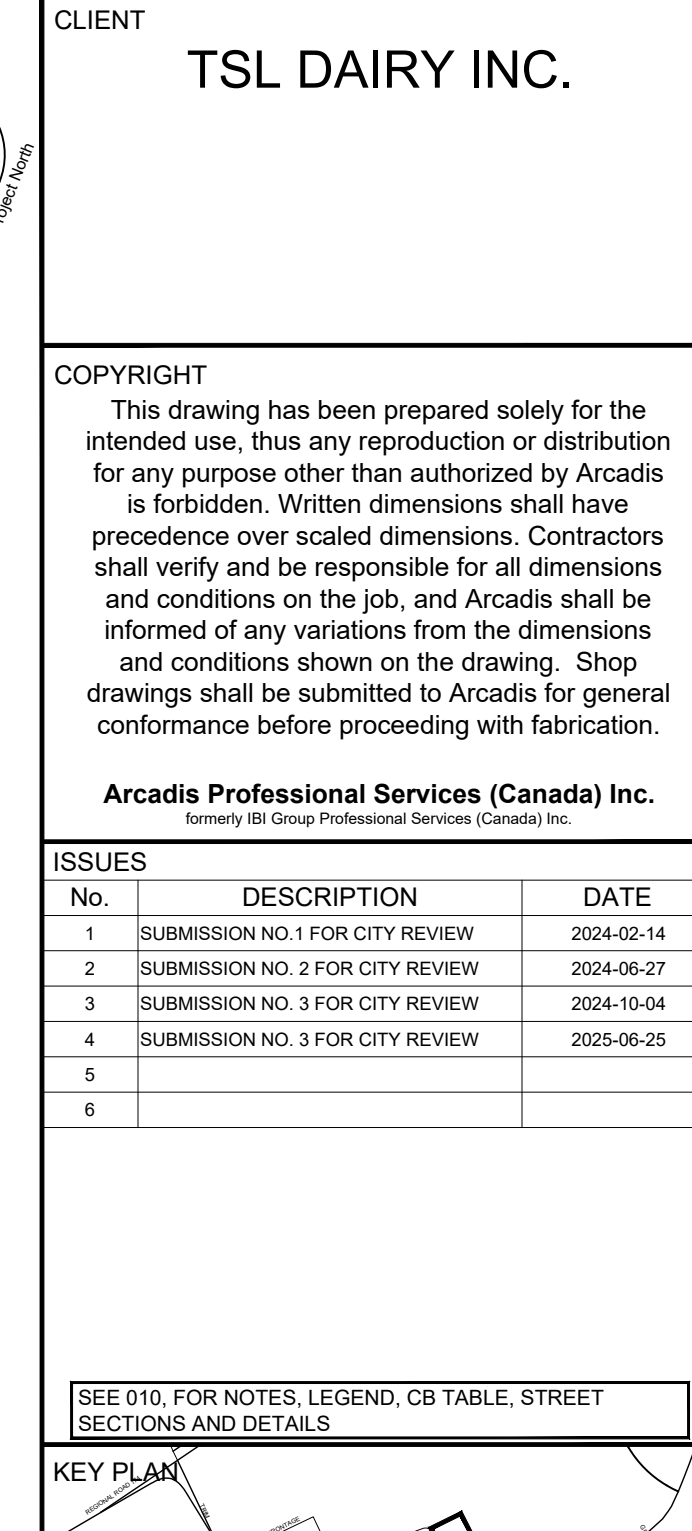 CLIENT
TSL DAIRY INC.
Project North
COPYRIGHT
This drawing has been prepared solely for the
intended use, thus any reproduction or distribution
for any purpose other than authorized by Arcadis
is forbidden. Written dimensions shall have
precedence over scaled dimensions. Contractors
shall verify and be responsible for all dimensions
and conditions on the job, and Arcadis shall be
informed of any variations from the dimensions
and conditions shown on the drawing.  Shop
drawings shall be submitted to Arcadis for general
conformance before proceeding with fabrication.
Arcadis Professional Services (Canada) Inc.
formerly IBI Group Professional Services (Canada) Inc.
ISSUES
No. DESCRIPTION DATE
1 SUBMISSION NO.1 FOR CITY REVIEW 2024-02-14
2 SUBMISSION NO. 2 FOR CITY REVIEW 2024-06-27
3 SUBMISSION NO. 3 FOR CITY REVIEW 2024-10-04
4 SUBMISSION NO. 3 FOR CITY REVIEW 2025-06-25
5
6
SEE 010, FOR NOTES, LEGEND, CB TABLE, STREET
SECTIONS AND DETAILS
KEY PLAN
REGIONAL ROAD
TRIM